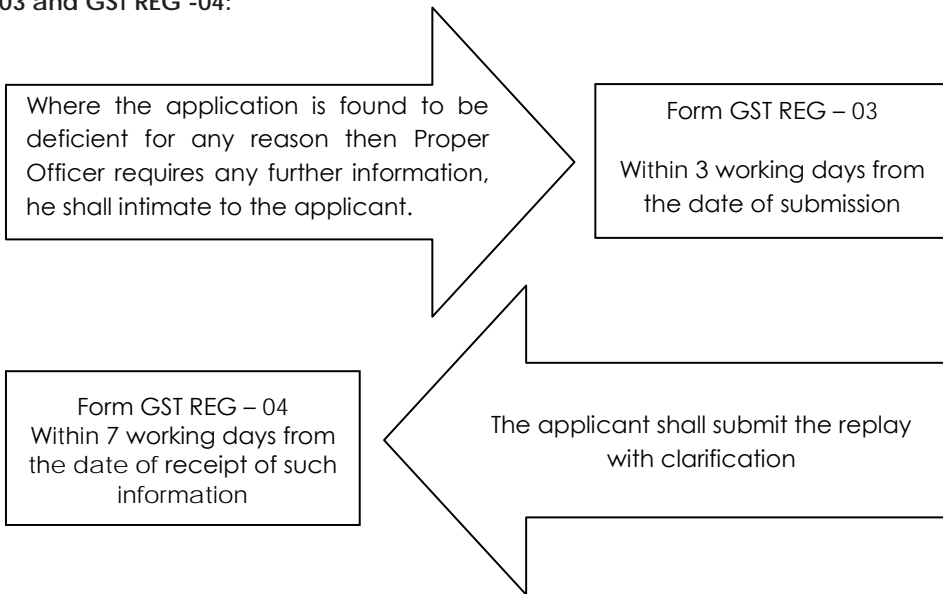 03 and GST REG -04:
Where the application is found to be
deficient for any reason then Proper
Officer requires any further information,
he shall intimate to the applicant.
Form GST REG – 03
Within 3 working days from
the date of submission
Form GST REG – 04
Within 7 working days from
the date of receipt of such
information
The applicant shall submit the replay
with clarification